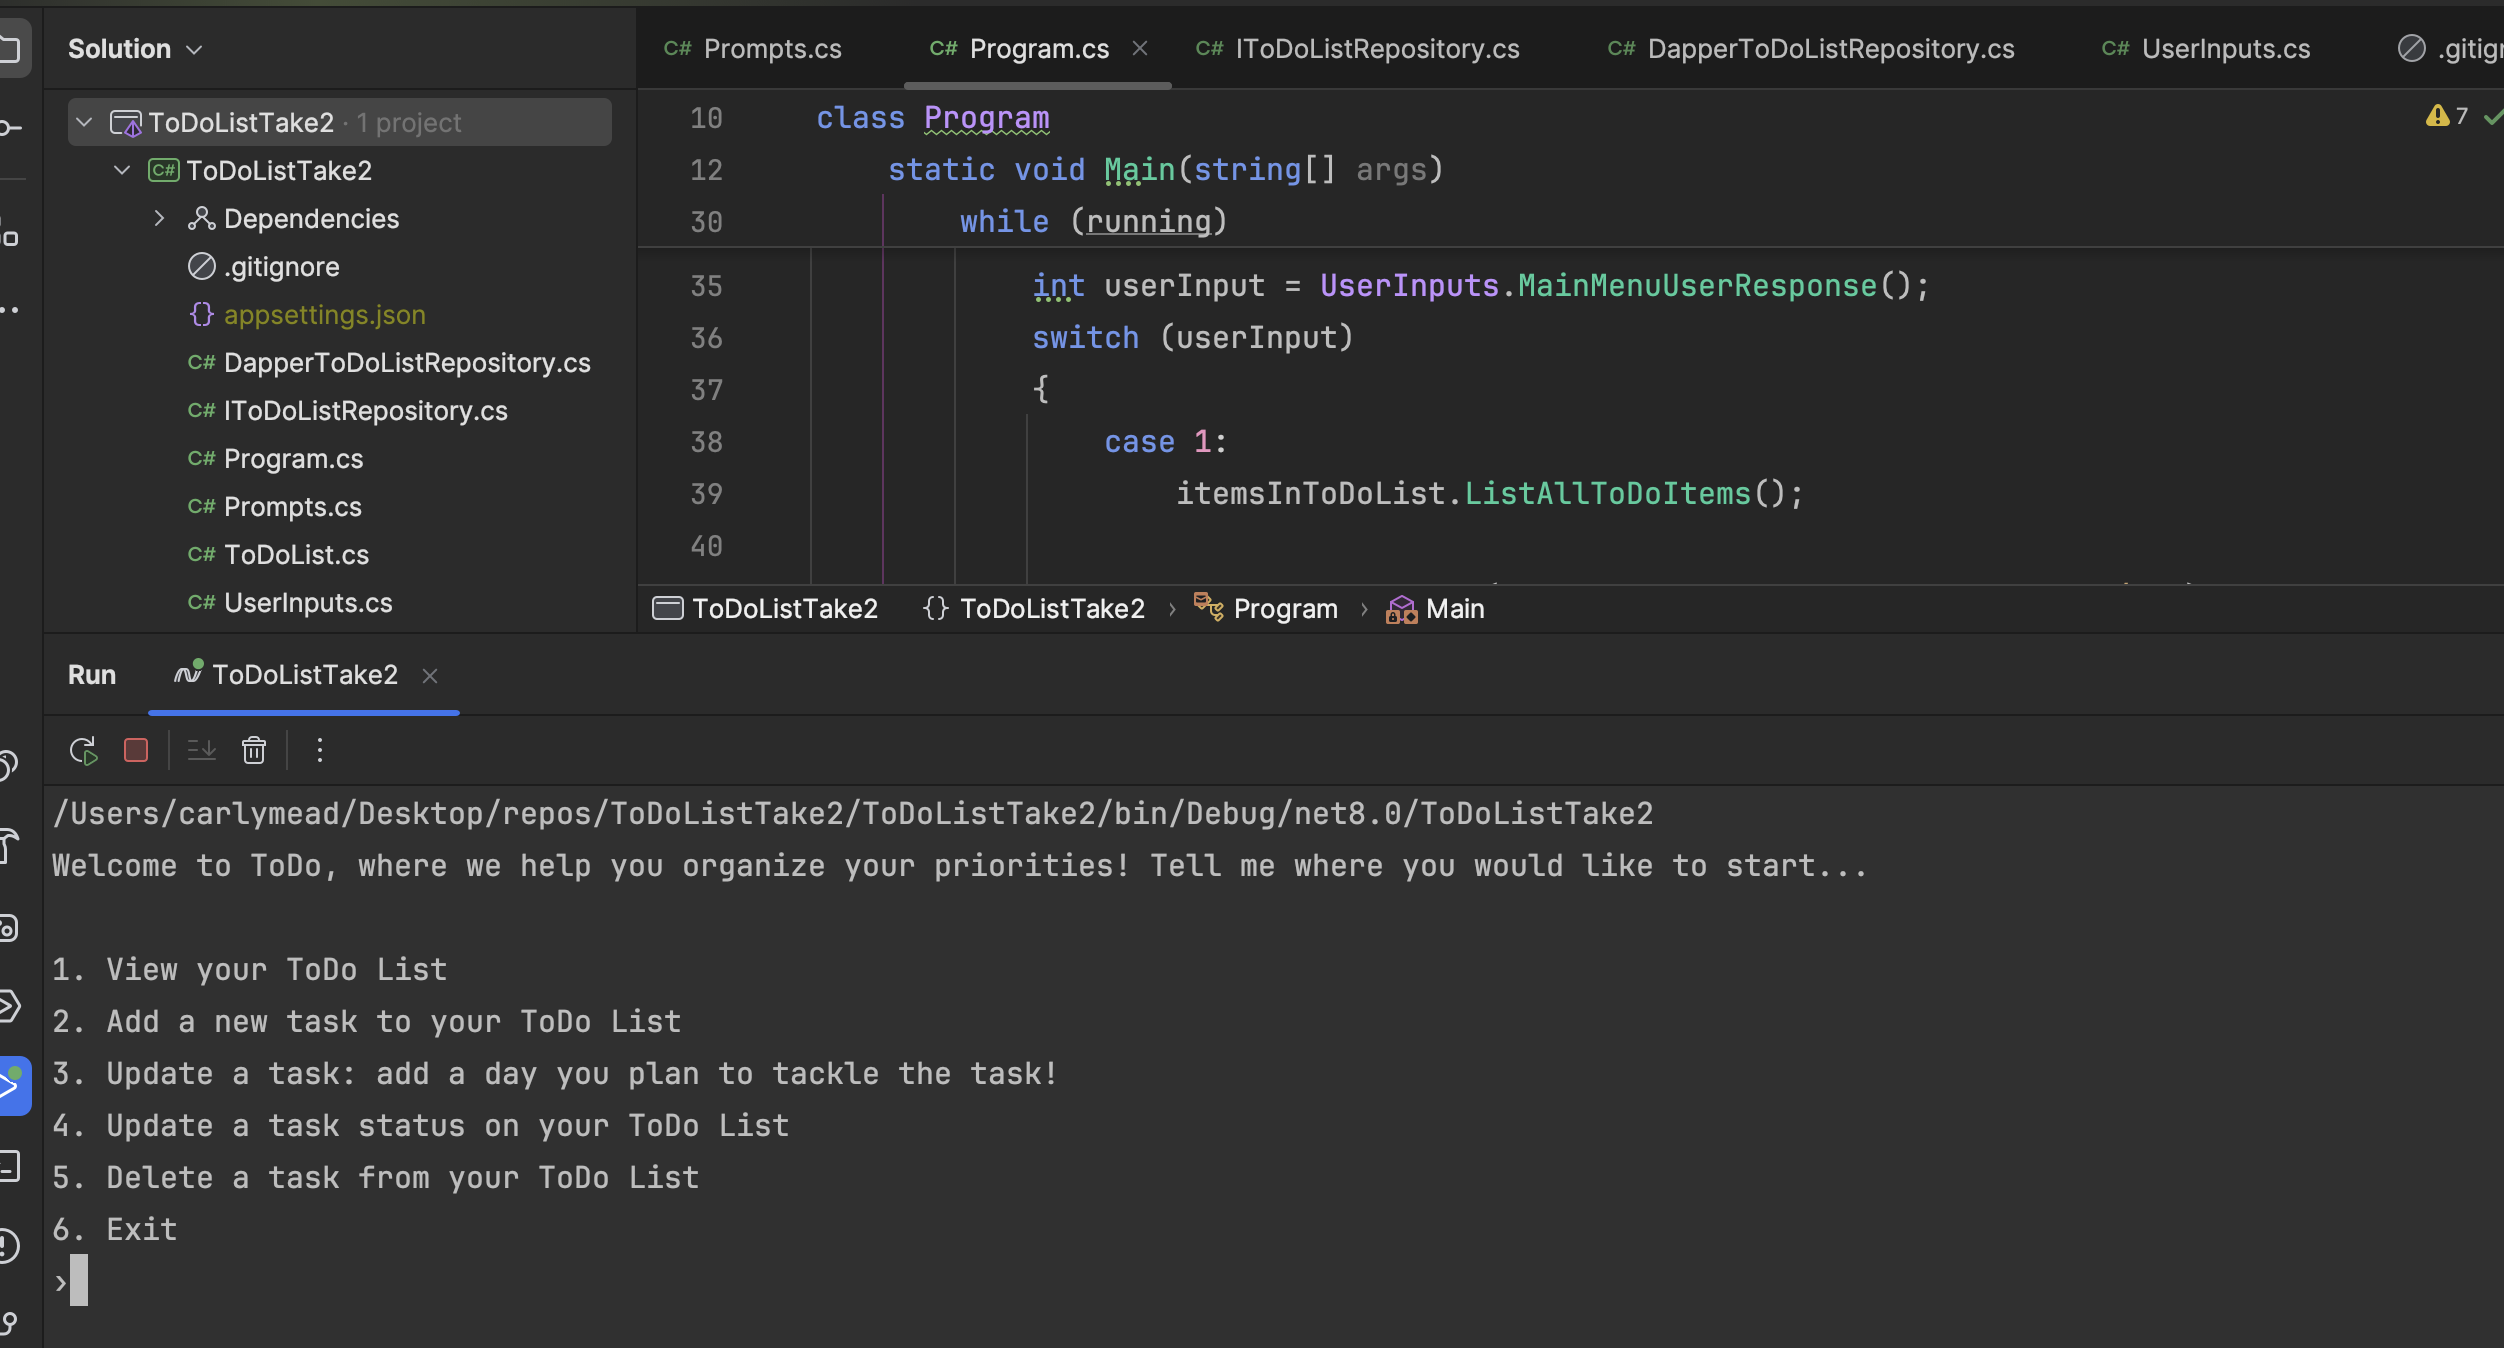 Solution
ToDoListTake2 · 1 project
C# ToDoListTake2
Dependencies
.gitignore
{} appsettings.json
C# DapperToDoListRepository.cs
C# IToDoListRepository.cs
C# Program.cs
C# Prompts.cs
C# ToDoList.cs
C# UserInputs.cs
C# Prompts.cs C# Program.cs C# IToDoListRepository.cs C# DapperToDoListRepository.cs C# UserInputs.cs
10 class Program
7
12 static void Main(string[] args)
30 while (running)
35 int userInput = UserInputs.MainMenuUserResponse();
36 switch (userInput)
37 {
38 case 1:
39 itemsInToDoList.ListAllToDoItems();
40
ToDoListTake2 {} ToDoListTake2 › Program › Main
Run ToDoListTake2
/Users/carlymead/Desktop/repos/ToDoListTake2/ToDoListTake2/bin/Debug/net8.0/ToDoListTake2
Welcome to ToDo, where we help you organize your priorities! Tell me where you would like to start...
1. View your ToDo List
2. Add a new task to your ToDo List
3. Update a task: add a day you plan to tackle the task!
4. Update a task status on your ToDo List
5. Delete a task from your ToDo List
6. Exit
›